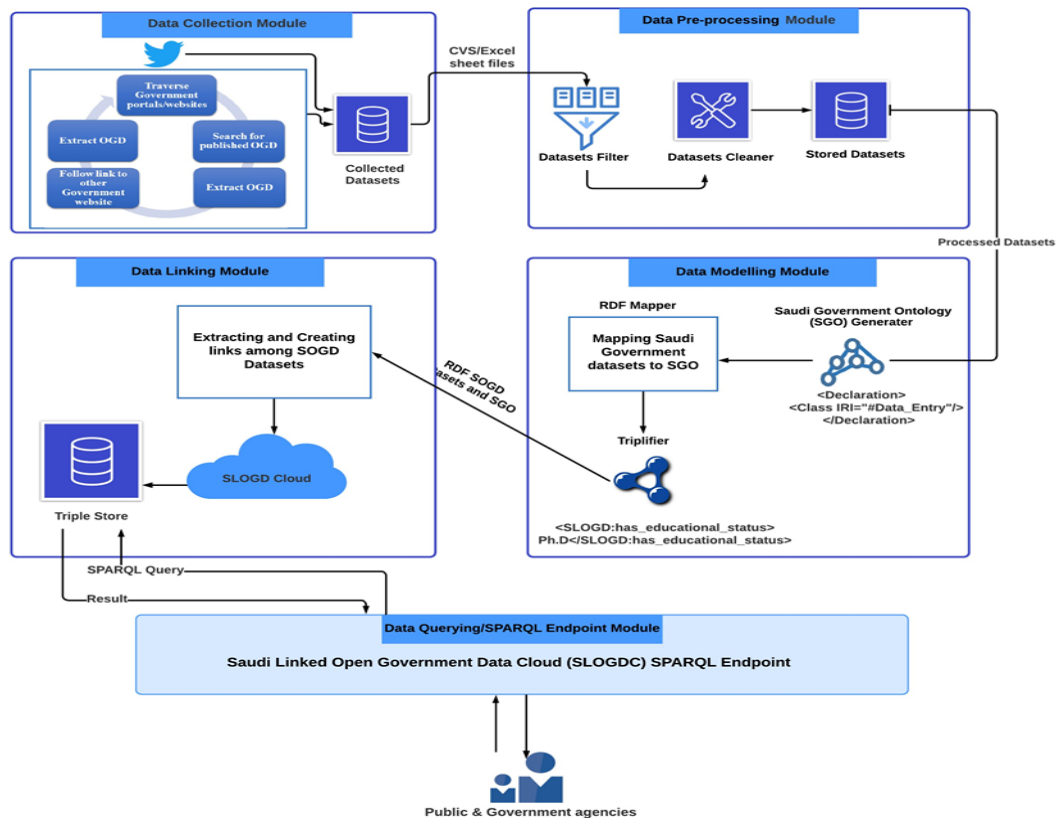 Data Collection Module
Traverse
Government
portals/websites
Search for
published OGD
Extract OGD
Follow link to
other
Government
website
Extract OGD
Collected
Datasets
CVS/Excel
sheet files
Data Pre-processing Module
Datasets Filter
Datasets Cleaner
Stored Datasets
Processed Datasets
Data Linking Module
Extracting and Creating
links among SOGD
Datasets
SLOGD Cloud
Triple Store
RDF SOGD
asets and SGO
Data Modelling Module
RDF Mapper
Mapping Saudi
Government
datasets to SGO
Saudi Government Ontology
(SGO) Generater
<Declaration>
<Class IRI="#Data_Entry"/>
</Declaration>
Triplifier
<SLOGD:has_educational_status>
Ph.D</SLOGD:has_educational_status>
SPARQL Query
Result
Data Querying/SPARQL Endpoint Module
Saudi Linked Open Government Data Cloud (SLOGDC) SPARQL Endpoint
Public & Government agencies